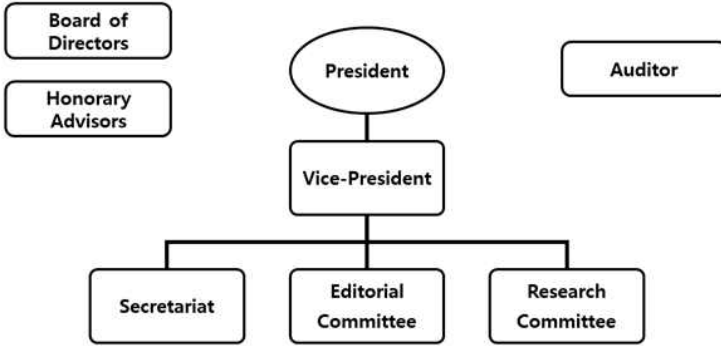 Board of
Directors
Honorary
Advisors
President
Auditor
Vice-President
Secretariat
Editorial
Committee
Research
Committee